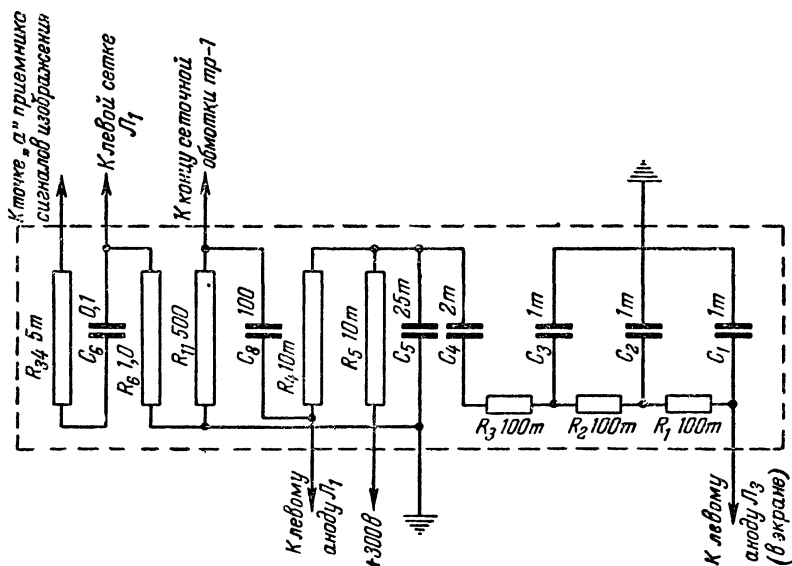 К точке „а" приемника
сигналов изображения
К левой сетке
Л1
К концу сеточной
обмотки тр-1
R34 5т
C6 0,1
R6 1,0
R11 500
C8 100
R4 10т
R5 10т
C5 25т
C4 2т
C3 1т
C2 1т
C1 1т
R3 100т
R2 100т
R1 100т
К левому
аноду Л1
+300в
К левому
аноду Л3
(в экране)